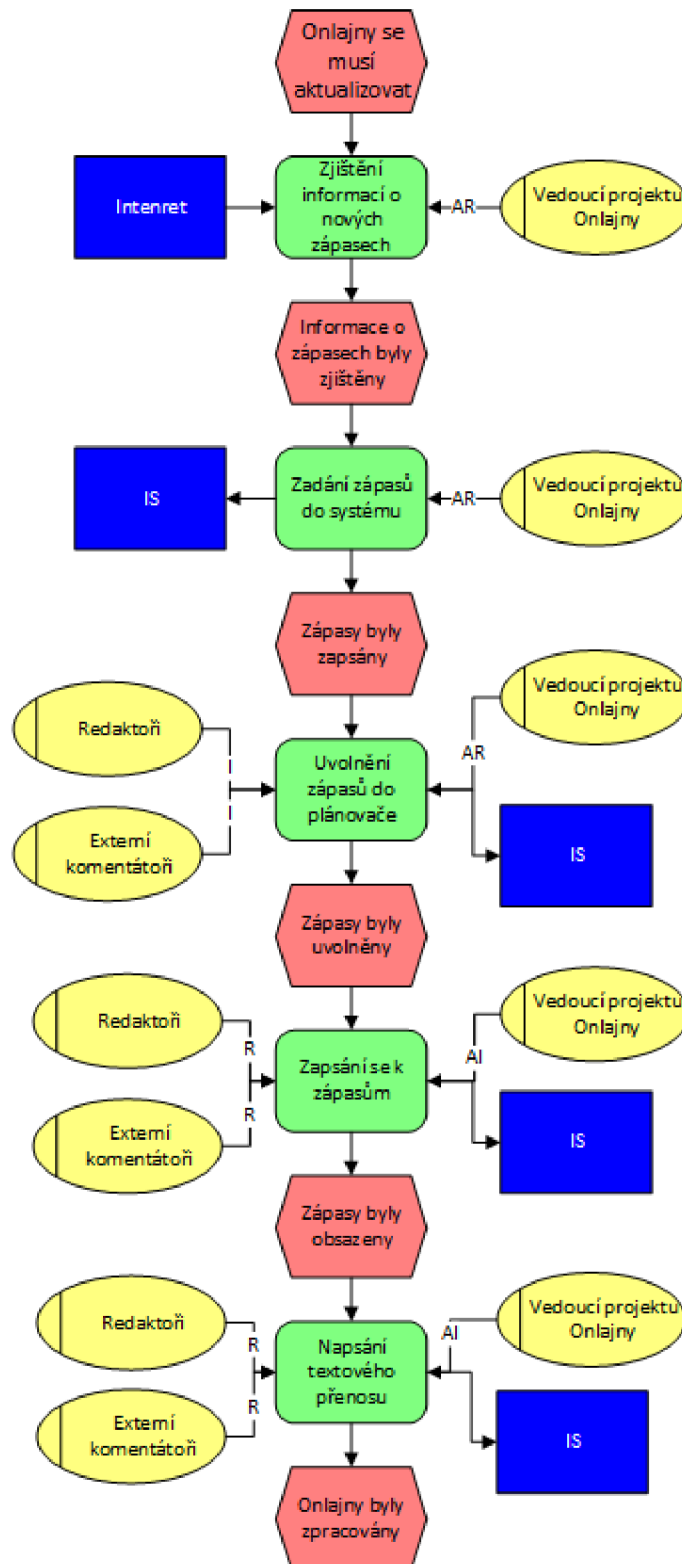 Onlajny se
musí
aktualizovat
Intenret
Zjištění
informací o
nových
zápasech
AR
Vedoucí projektu
Onlajny
Informace o
zápasech byly
zjištěny
IS
Zadání zápasů
do systému
AR
Vedoucí projektu
Onlajny
Zápasy byly
zapsány
Redaktoři
I
Externí
komentátoři
I
Uvolnění
zápasů do
plánovače
AR
Vedoucí projektu
Onlajny
IS
Zápasy byly
uvolněny
Redaktoři
R
Externí
komentátoři
R
Zapsání se k
zápasům
AI
Vedoucí projektu
Onlajny
IS
Zápasy byly
obsazeny
Redaktoři
R
Externí
komentátoři
R
Napsání
textového
přenosu
AI
Vedoucí projektu
Onlajny
IS
Onlajny byly
zpracovány